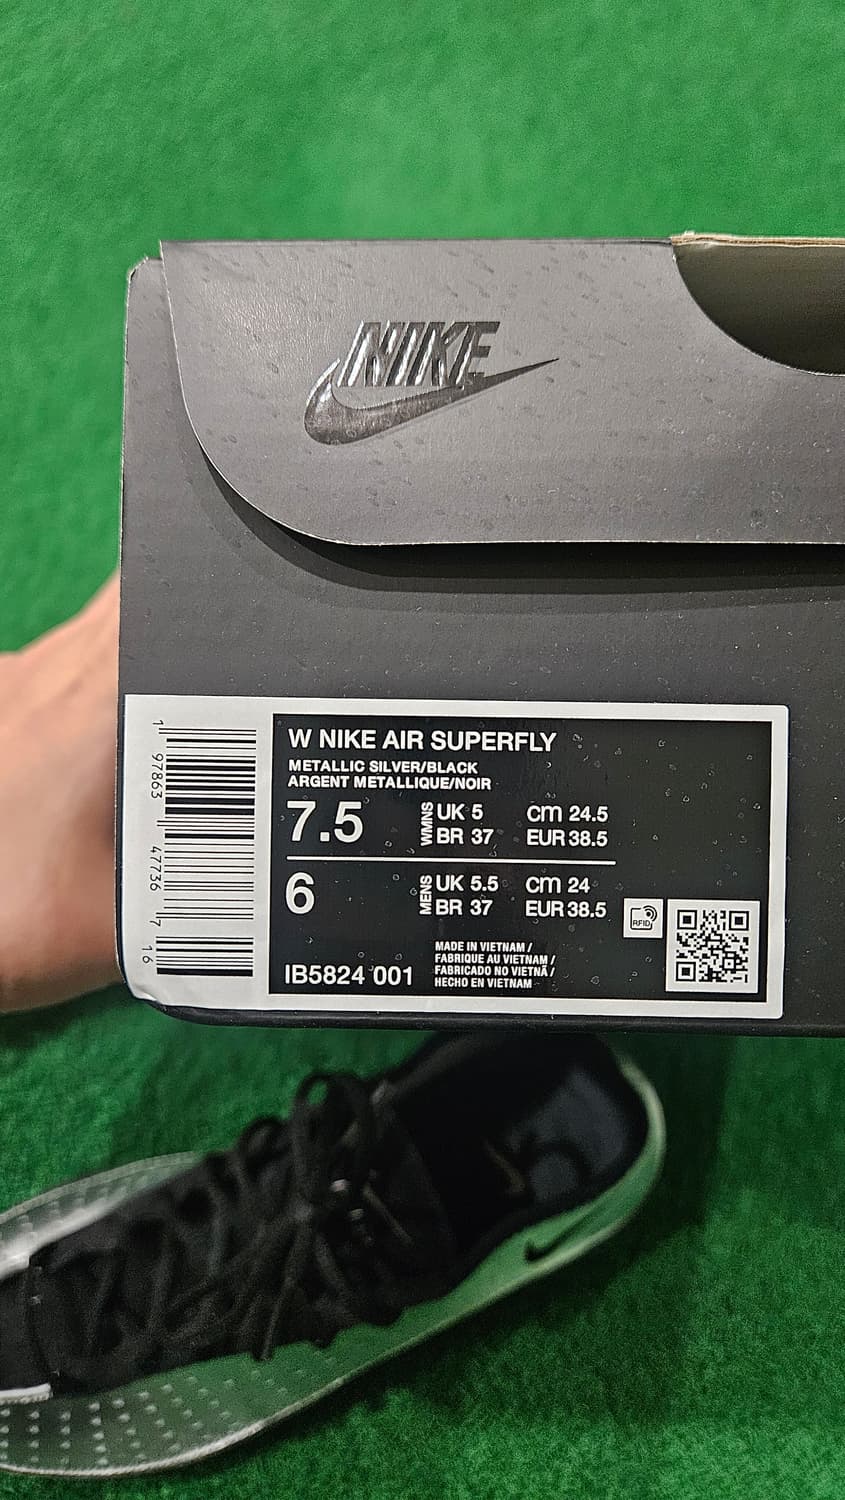 NIKE
W NIKE AIR SUPERFLY
METALLIC SILVER/BLACK
ARGENT METALLIQUE/NOIR
7.5 WMNS UK 5 cm 24.5
BR 37 EUR 38.5
6 MENS UK 5.5 cm 24
BR 37 EUR 38.5
RFID
IB5824 001
MADE IN VIETNAM /
FABRIQUE AU VIETNAM /
FABRICADO NO VIETNÃ /
HECHO EN VIETNAM
1 97863 47736 7 16